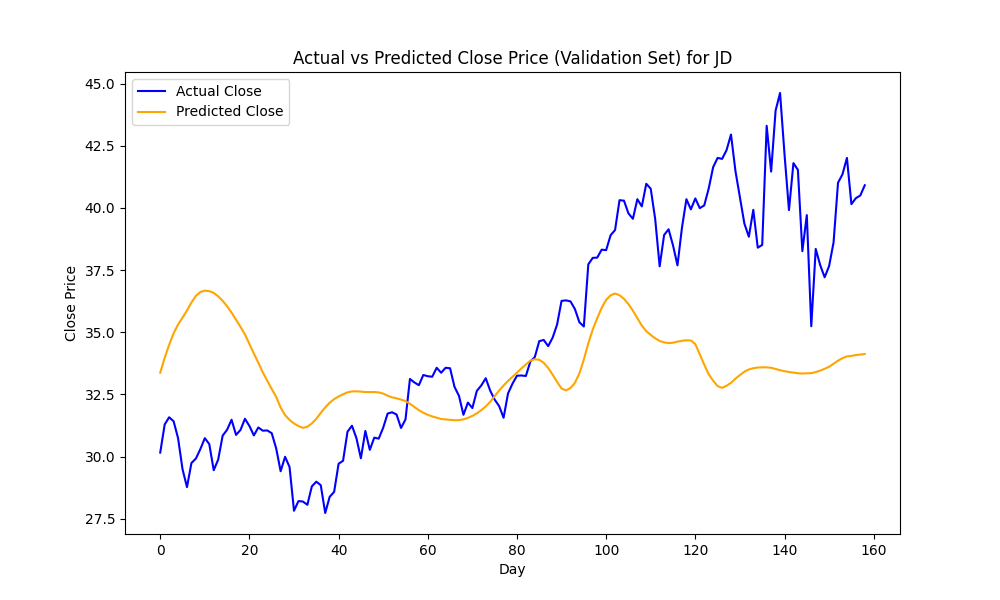 Actual vs Predicted Close Price (Validation Set) for JD
Actual Close
Predicted Close
45.0
42.5
40.0
37.5
35.0
32.5
30.0
27.5
Close Price
0 20 40 60 80 100 120 140 160
Day